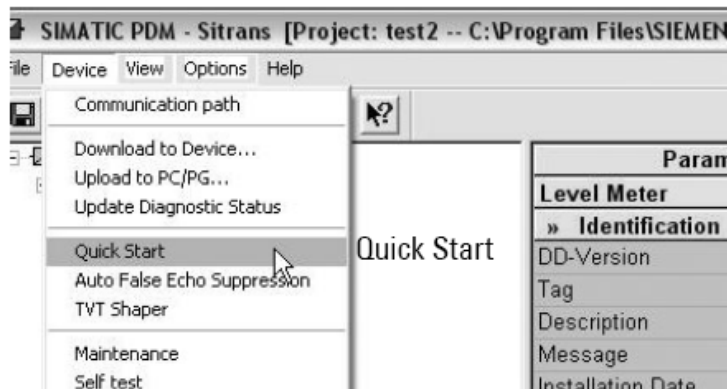 SIMATIC PDM - Sitrans [Project: test2 -- C:\Program Files\SIEMEN
File Device View Options Help
Communication path
Download to Device...
Upload to PC/PG...
Update Diagnostic Status
Quick Start
Auto False Echo Suppression
TVT Shaper
Maintenance
Self test
Quick Start
Param
Level Meter
» Identification
DD-Version
Tag
Description
Message
Installation Date